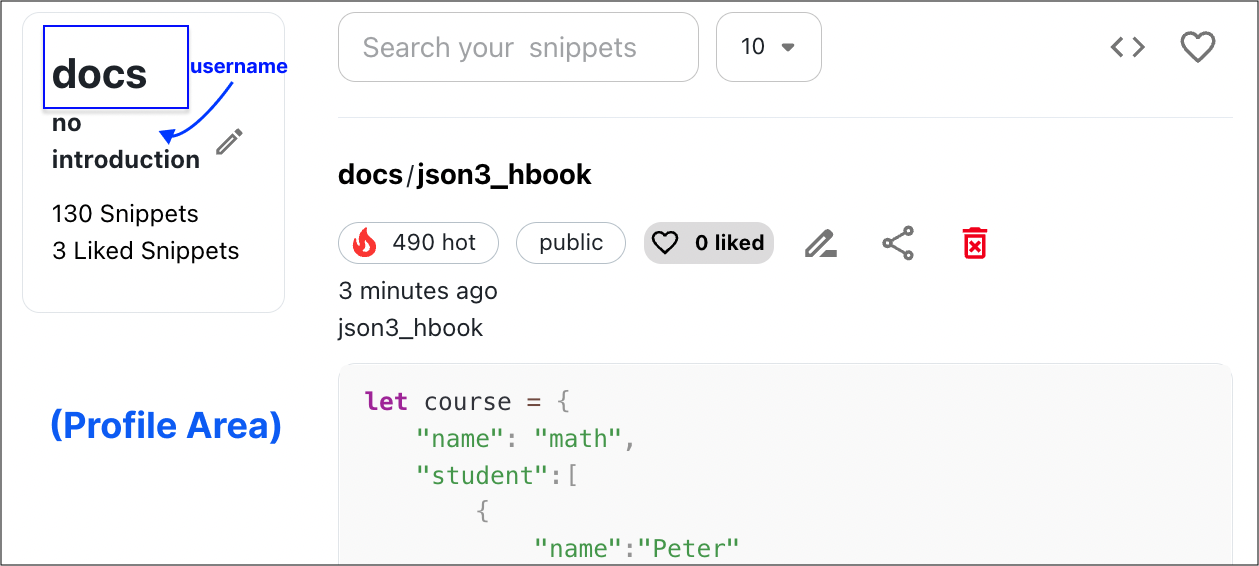 docs
username
no
introduction
130 Snippets
3 Liked Snippets
(Profile Area)
Search your snippets
10
docs/json3_hbook
490 hot
public
0 liked
3 minutes ago
json3_hbook
let course = {
"name": "math",
"student":[
{
"name":"Peter"